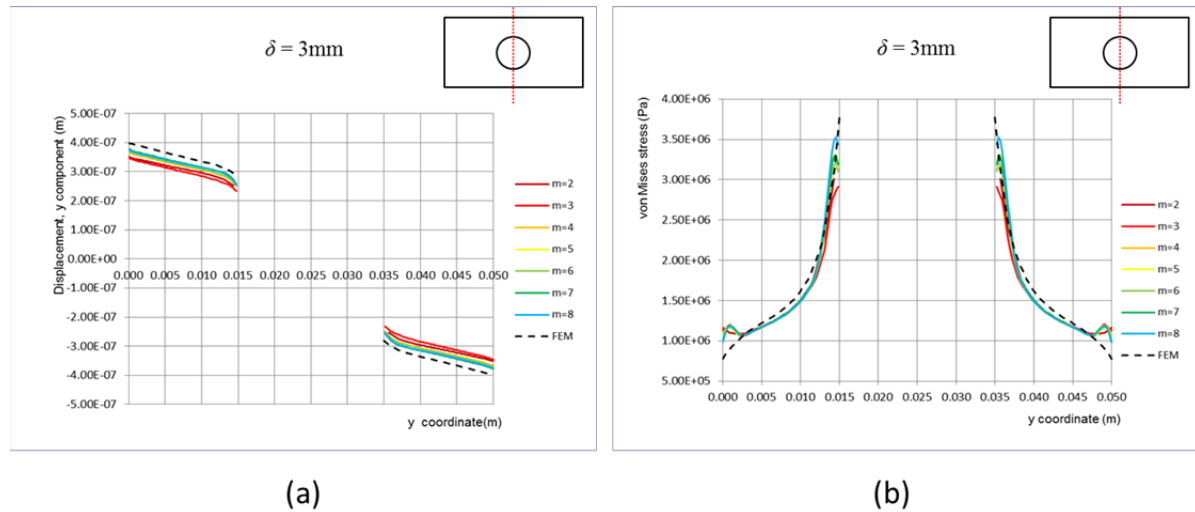 δ = 3mm
Displacement, y component (m)
5.00E-07
4.00E-07
3.00E-07
2.00E-07
1.00E-07
0.00E+00
-1.00E-07
-2.00E-07
-3.00E-07
-4.00E-07
-5.00E-07
0.000 0.005 0.010 0.015 0.020 0.025 0.030 0.035 0.040 0.045 0.050
y coordinate(m)
m=2
m=3
m=4
m=5
m=6
m=7
m=8
FEM
(a)
δ = 3mm
von Mises stress (Pa)
4.00E+06
3.50E+06
3.00E+06
2.50E+06
2.00E+06
1.50E+06
1.00E+06
5.00E+05
0.000 0.005 0.010 0.015 0.020 0.025 0.030 0.035 0.040 0.045 0.050
y coordinate (m)
m=2
m=3
m=4
m=5
m=6
m=7
m=8
FEM
(b)